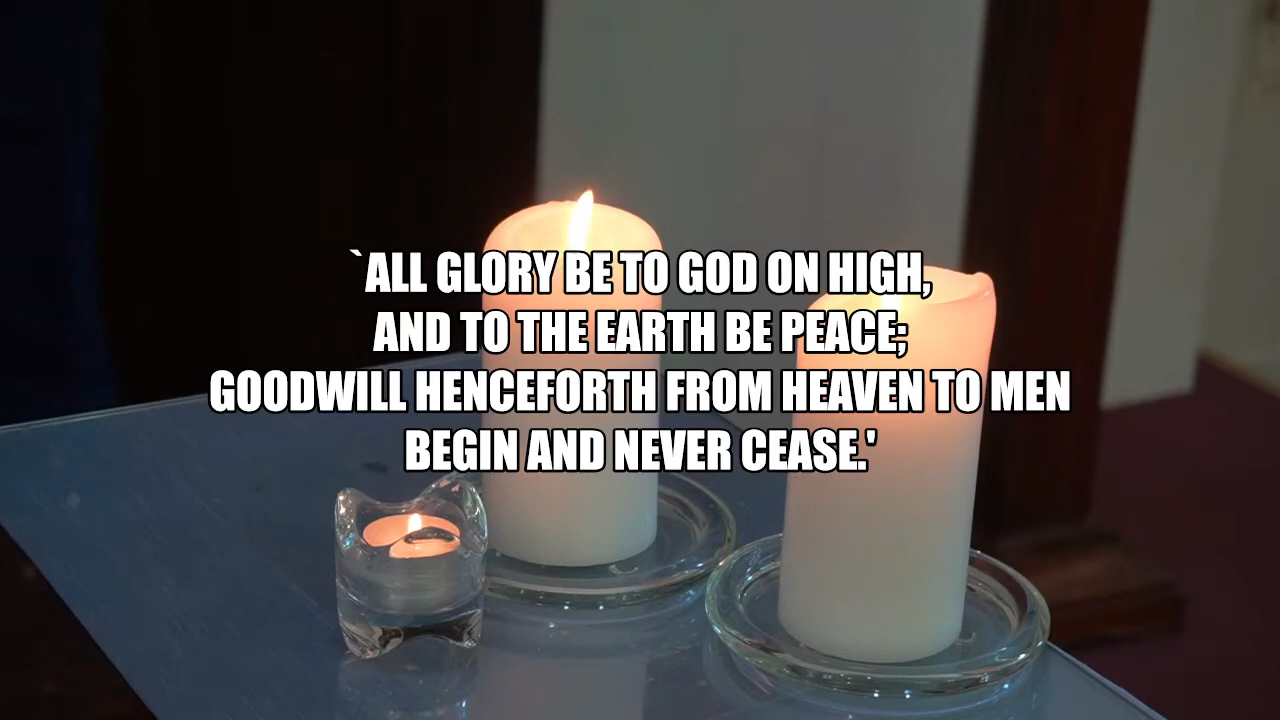 `ALL GLORY BE TO GOD ON HIGH,
AND TO THE EARTH BE PEACE;
GOODWILL HENCEFORTH FROM HEAVEN TO MEN
BEGIN AND NEVER CEASE.'